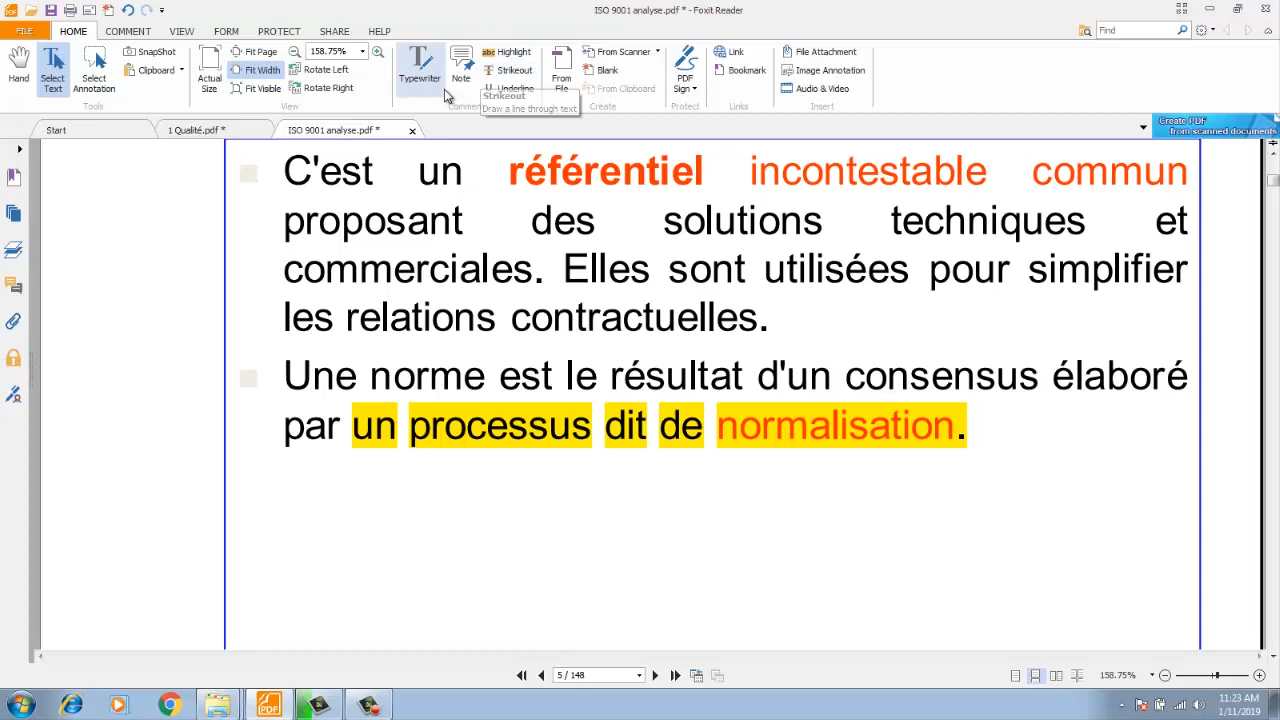 ISO 9001 analyse.pdf * - Foxit Reader
FILE HOME COMMENT VIEW FORM PROTECT SHARE HELP
Find
Hand
Select Text
Select Annotation
SnapShot
Clipboard
Tools
Actual Size
Fit Page
Fit Width
Fit Visible
158.75%
Rotate Left
Rotate Right
View
Typewriter
Note
Highlight
Strikeout
Underline
Strikeout
Draw a line through text
From File
From Scanner
Blank
From Clipboard
Create
PDF Sign
Protect
Link
Bookmark
Links
File Attachment
Image Annotation
Audio & Video
Insert
Start
1 Qualité.pdf *
ISO 9001 analyse.pdf *
Create PDF
from scanned documents
C'est un référentiel incontestable commun
proposant des solutions techniques et
commerciales. Elles sont utilisées pour simplifier
les relations contractuelles.
Une norme est le résultat d'un consensus élaboré
par un processus dit de normalisation.
5 / 148
158.75%
11:23 AM
1/11/2019